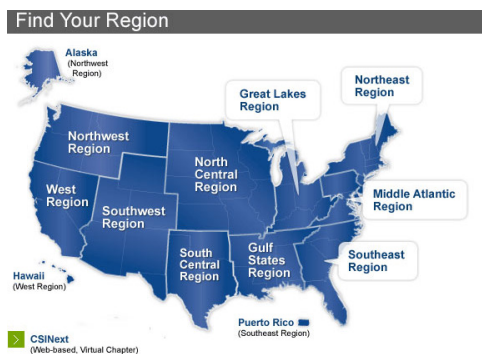 Find Your Region
Alaska
(Northwest
Region)
Great Lakes
Region
Northeast
Region
Northwest
Region
North
Central
Region
West
Region
Southwest
Region
Middle Atlantic
Region
South
Central
Region
Gulf
States
Region
Southeast
Region
Hawaii
(West Region)
Puerto Rico
(Southeast Region)
CSINext
(Web-based, Virtual Chapter)